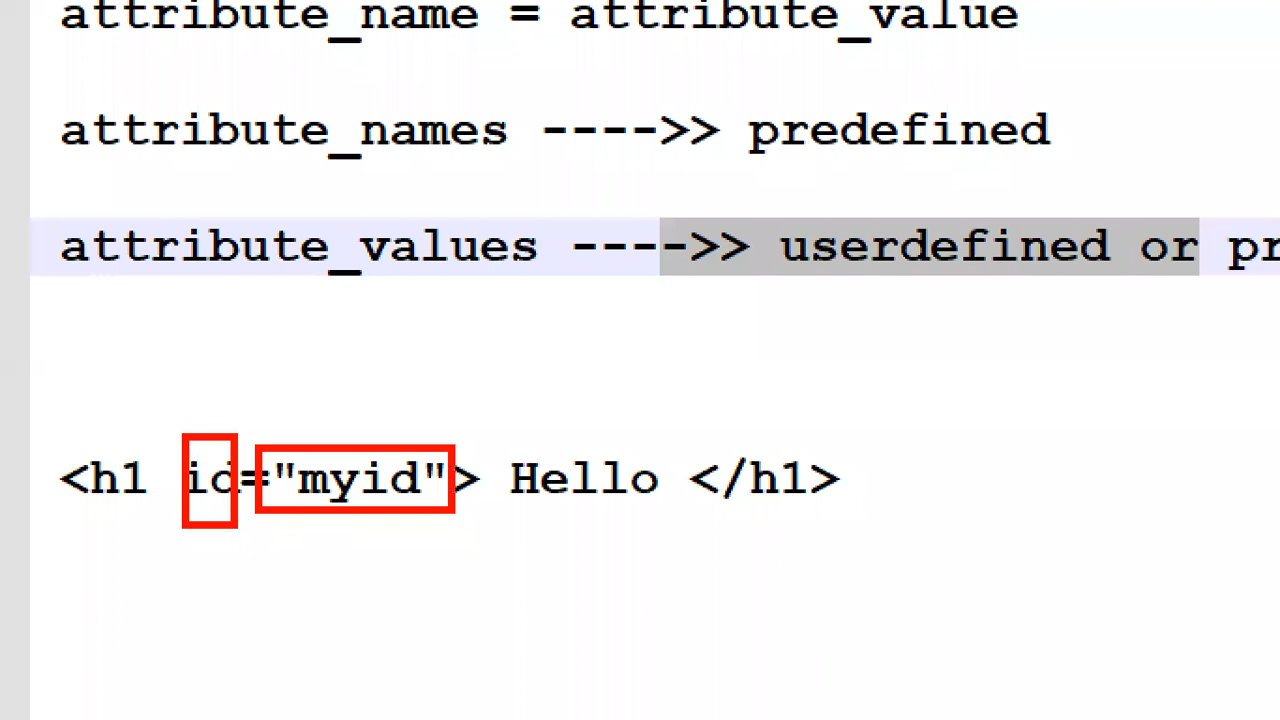 attribute_name = attribute_value
attribute_names ---->> predefined
attribute_values ---->> userdefined or
<h1 id="myid"> Hello </h1>